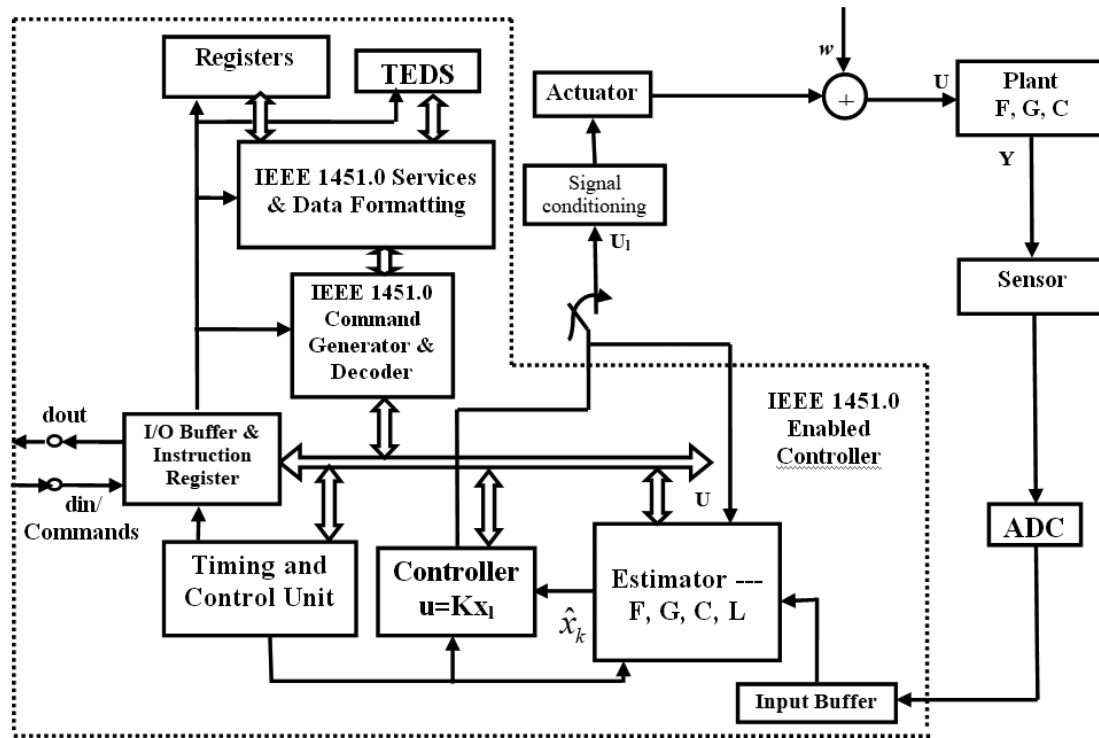 Registers
TEDS
IEEE 1451.0 Services
& Data Formatting
IEEE 1451.0
Command
Generator &
Decoder
dout
I/O Buffer &
Instruction
Register
din/
Commands
Timing and
Control Unit
Controller
u=Kxₗ
x̂ₖ
Estimator ---
F, G, C, L
U
Input Buffer
IEEE 1451.0
Enabled
Controller
Actuator
Signal
conditioning
Uₗ
w
+
U
Plant
F, G, C
Y
Sensor
ADC